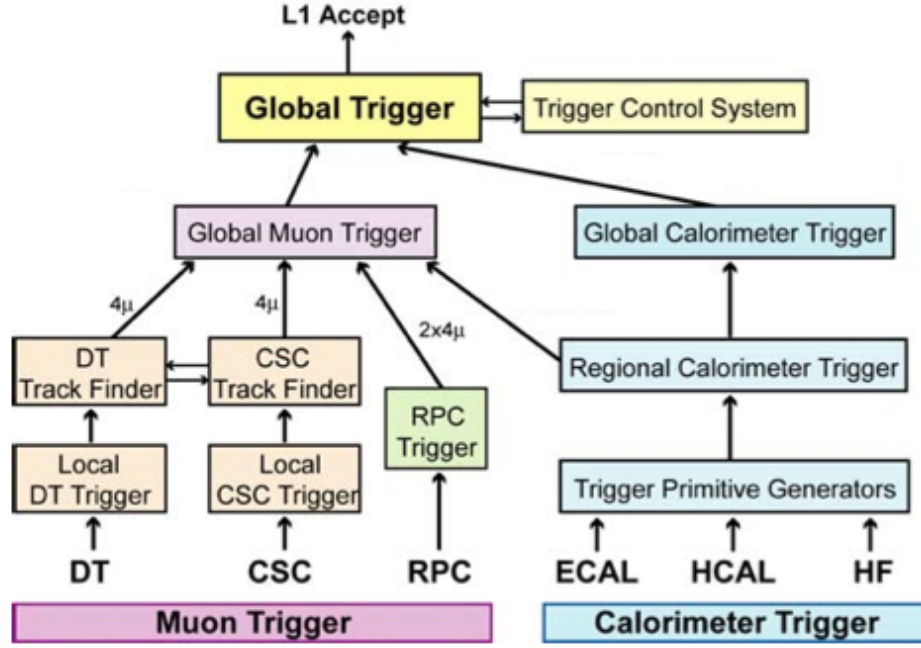 L1 Accept
Global Trigger
Trigger Control System
Global Muon Trigger
Global Calorimeter Trigger
4μ
4μ
2x4μ
DT
Track Finder
CSC
Track Finder
Regional Calorimeter Trigger
RPC
Trigger
Local
DT Trigger
Local
CSC Trigger
Trigger Primitive Generators
DT
CSC
RPC
ECAL
HCAL
HF
Muon Trigger
Calorimeter Trigger